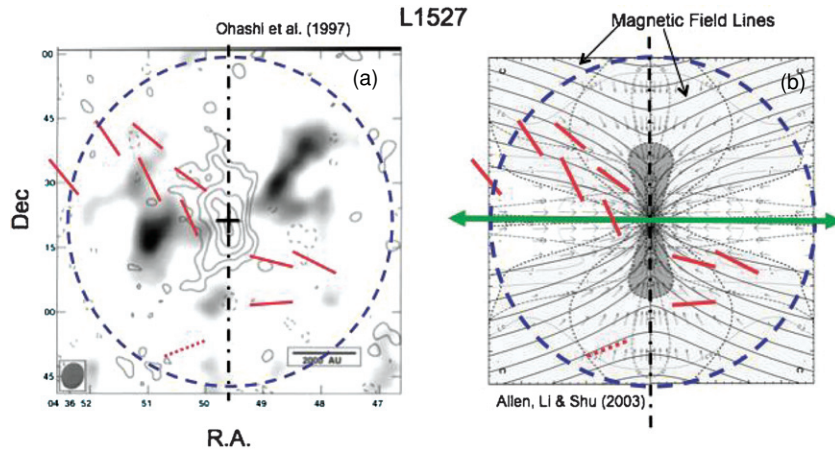 L1527
Ohashi et al. (1997)
Magnetic Field Lines
(a)
(b)
00
45
30
15
00
45
Dec
2000 AU
04 36 52
51
50
49
48
47
R.A.
Allen, Li & Shu (2003)